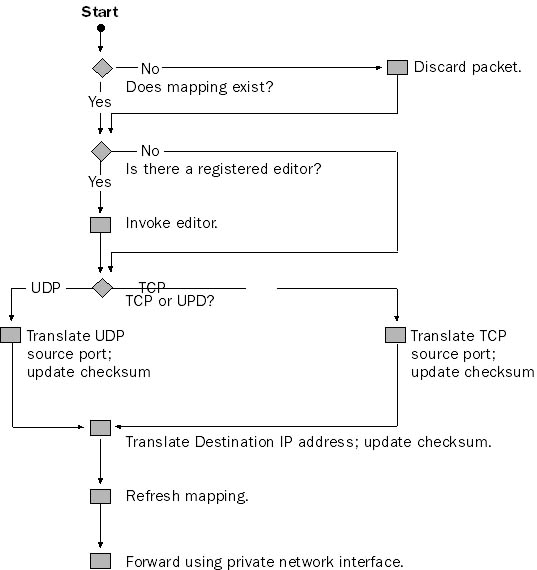 Start
No
Discard packet.
Does mapping exist?
Yes
No
Is there a registered editor?
Yes
Invoke editor.
UDP
TCP
TCP or UPD?
Translate UDP
source port;
update checksum
Translate TCP
source port;
update checksum
Translate Destination IP address; update checksum.
Refresh mapping.
Forward using private network interface.